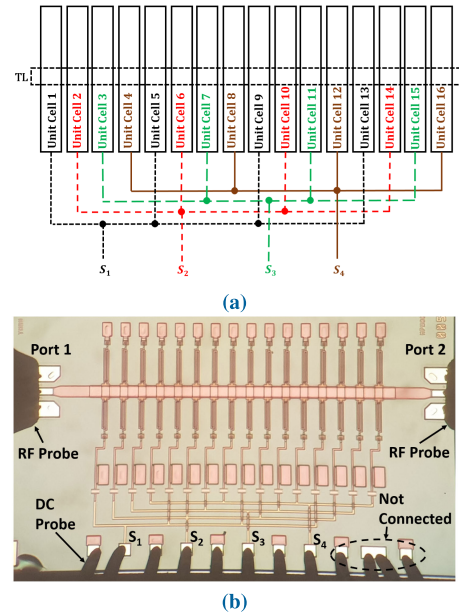 TL
Unit Cell 1
Unit Cell 2
Unit Cell 3
Unit Cell 4
Unit Cell 5
Unit Cell 6
Unit Cell 7
Unit Cell 8
Unit Cell 9
Unit Cell 10
Unit Cell 11
Unit Cell 12
Unit Cell 13
Unit Cell 14
Unit Cell 15
Unit Cell 16
S1
S2
S3
S4
(a)
Port 1
Port 2
RF Probe
RF Probe
DC
Probe
Not
Connected
S1
S2
S3
S4
(b)